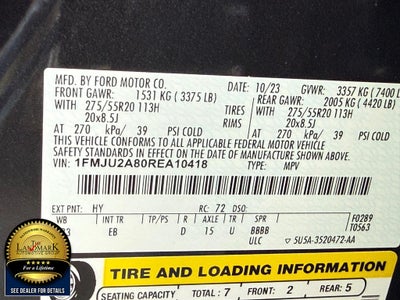 MFD. BY FORD MOTOR CO.
DATE: 10/23 GVWR: 3357 KG (7400
FRONT GAWR: 1531 KG (3375 LB) REAR GAWR: 2005 KG (4420 LB)
WITH 275/55R20 113H TIRES WITH 275/55R20 113H
20x8.5J RIMS 20x8.5J
AT 270 kPa/ 39 PSI COLD AT 270 kPa/ 39 PSI COLD
THIS VEHICLE CONFORMS TO ALL APPLICABLE FEDERAL MOTOR VEHICLE
SAFETY STANDARDS IN EFFECT ON THE DATE OF MANUFACTURE SHOWN
VIN: 1FMJU2A80REA10418 TYPE: MPV
EXT PNT: HY RC: 72 DSO:
WB INT TR TP/PS R AXLE TR SPR F0289
EB D 15 U BBBB T0563
ULC 5U5A-3520472-AA
TIRE AND LOADING INFORMATION
SEATING CAPACITY TOTAL: 7 FRONT: 2 REAR: 5
THE LANDMARK
For a Lifetime
SEE DEALER FOR DETAILS